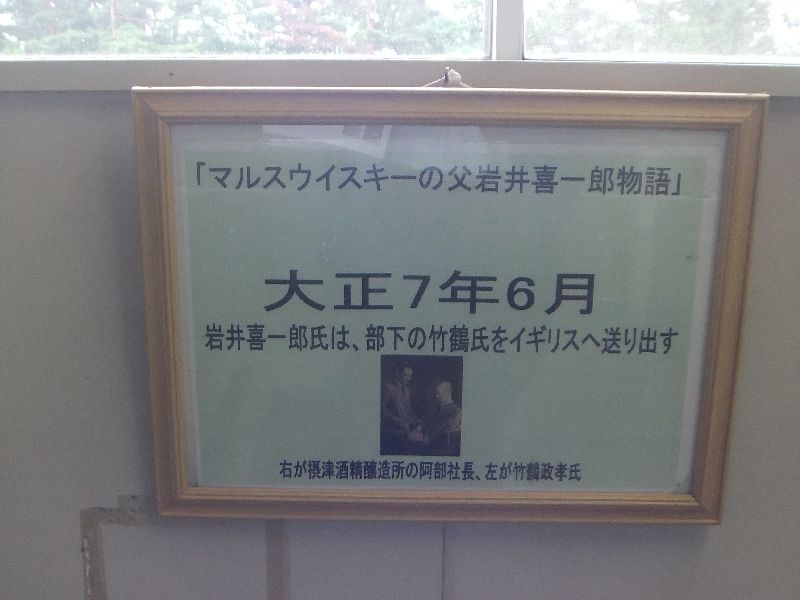 「マルスウイスキーの父岩井喜一郎物語」
大正7年6月
岩井喜一郎氏は、部下の竹鶴氏をイギリスへ送り出す
右が摂津酒精醸造所の阿部社長、左が竹鶴政孝氏